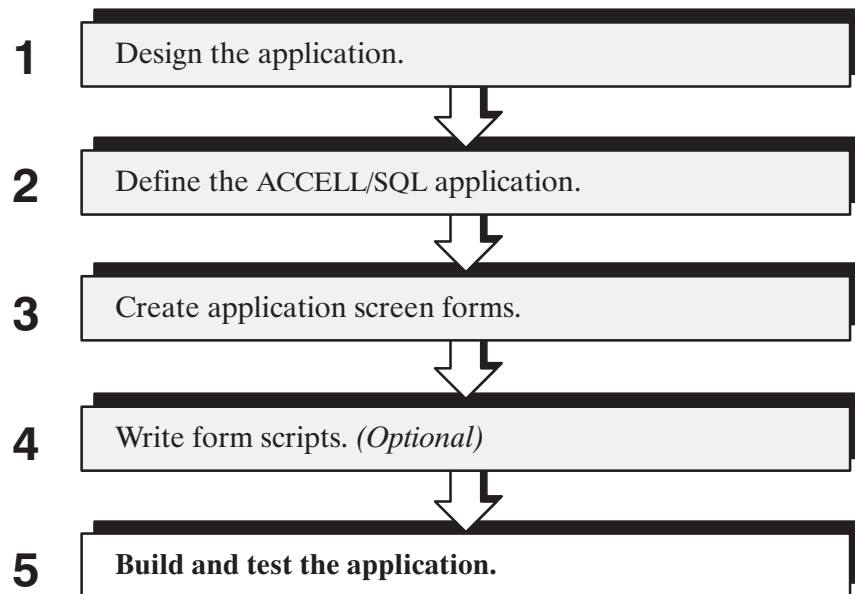 1 Design the application.
2 Define the ACCELL/SQL application.
3 Create application screen forms.
4 Write form scripts. (Optional)
5 Build and test the application.